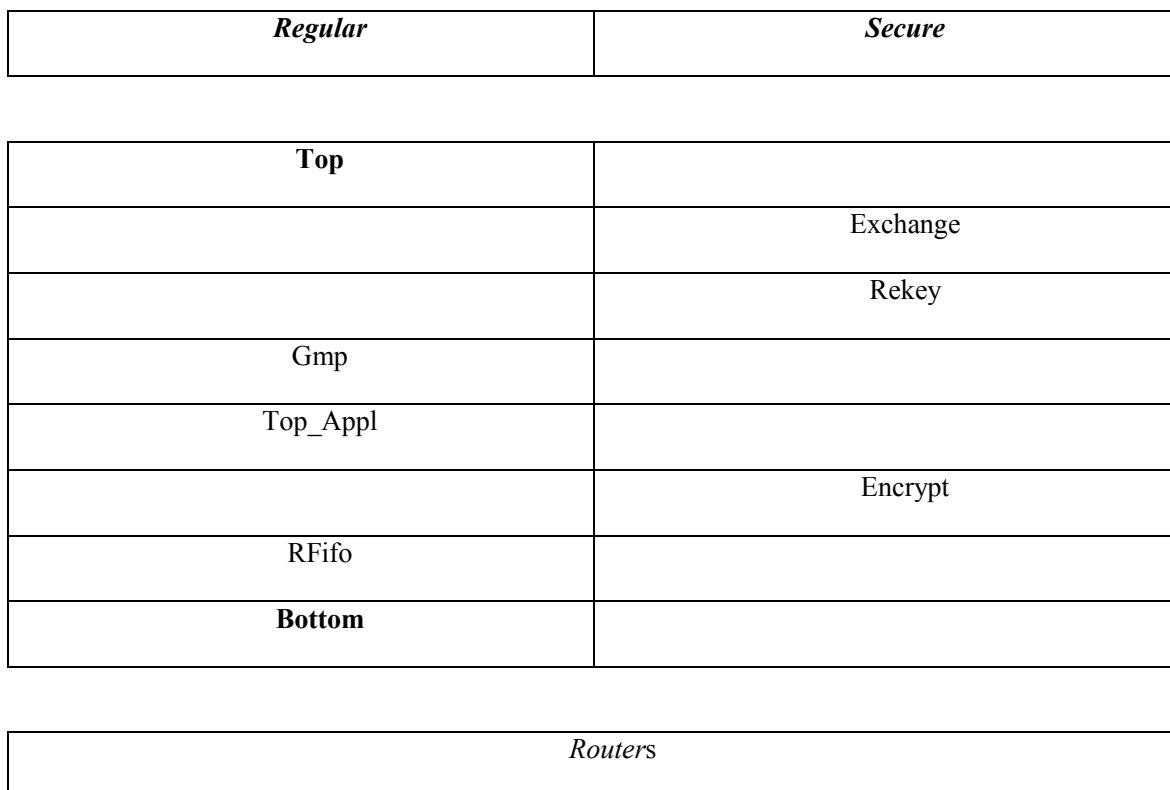 Regular Secure
Top
Exchange
Rekey
Gmp
Top_Appl
Encrypt
RFifo
Bottom
Routers